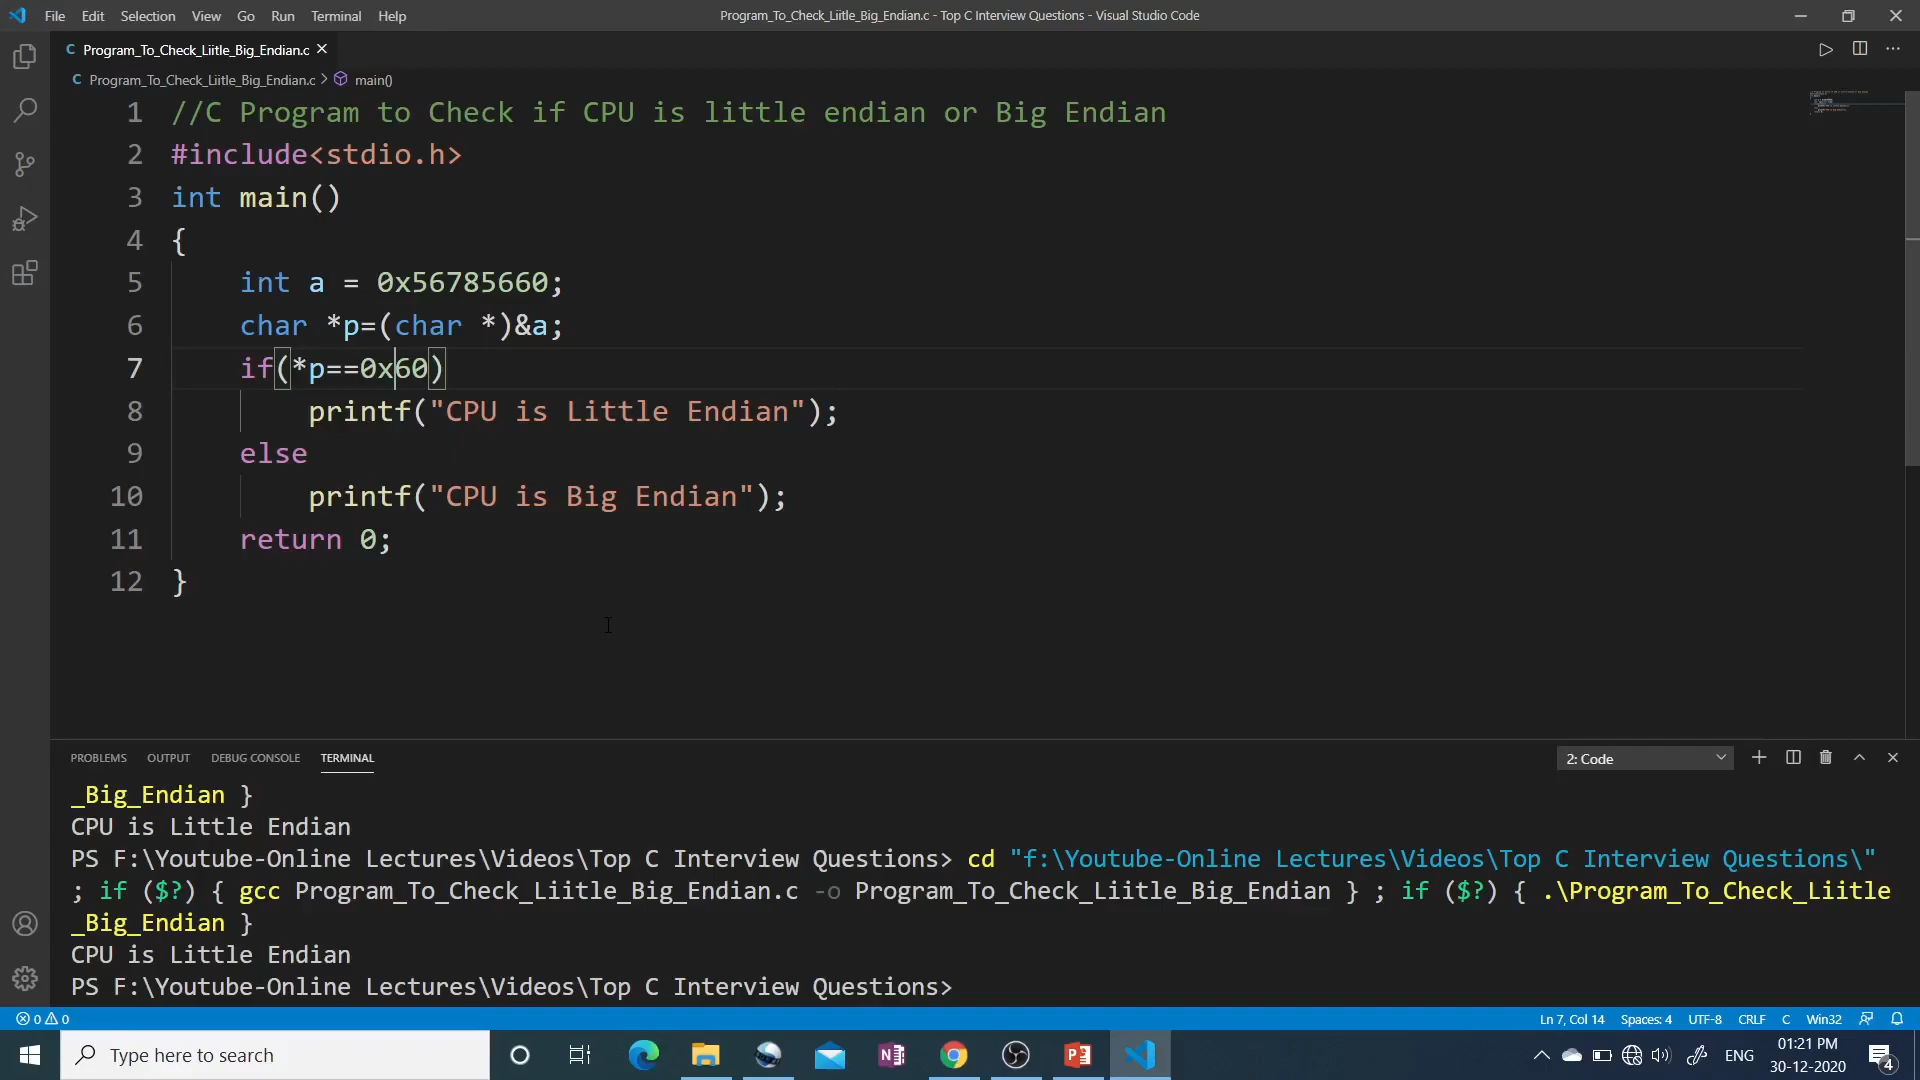 File Edit Selection View Go Run Terminal Help Program_To_Check_Liitle_Big_Endian.c - Top C Interview Questions - Visual Studio Code
C Program_To_Check_Liitle_Big_Endian.c
C Program_To_Check_Liitle_Big_Endian.c > main()
1 //C Program to Check if CPU is little endian or Big Endian
2 #include<stdio.h>
3 int main()
4 {
5 int a = 0x56785660;
6 char *p=(char *)&a;
7 if(*p==0x60)
8 printf("CPU is Little Endian");
9 else
10 printf("CPU is Big Endian");
11 return 0;
12 }
PROBLEMS OUTPUT DEBUG CONSOLE TERMINAL 2: Code
_Big_Endian }
CPU is Little Endian
PS F:\Youtube-Online Lectures\Videos\Top C Interview Questions> cd "f:\Youtube-Online Lectures\Videos\Top C Interview Questions\"
; if ($?) { gcc Program_To_Check_Liitle_Big_Endian.c -o Program_To_Check_Liitle_Big_Endian } ; if ($?) { .\Program_To_Check_Liitle
_Big_Endian }
CPU is Little Endian
PS F:\Youtube-Online Lectures\Videos\Top C Interview Questions>
0 0 Ln 7, Col 14 Spaces: 4 UTF-8 CRLF C Win32
Type here to search ENG 01:21 PM
30-12-2020 4